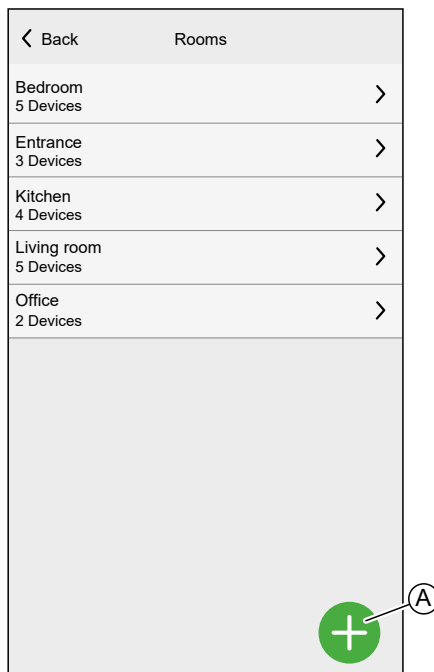 Back
Rooms
Bedroom
5 Devices
Entrance
3 Devices
Kitchen
4 Devices
Living room
5 Devices
Office
2 Devices
A